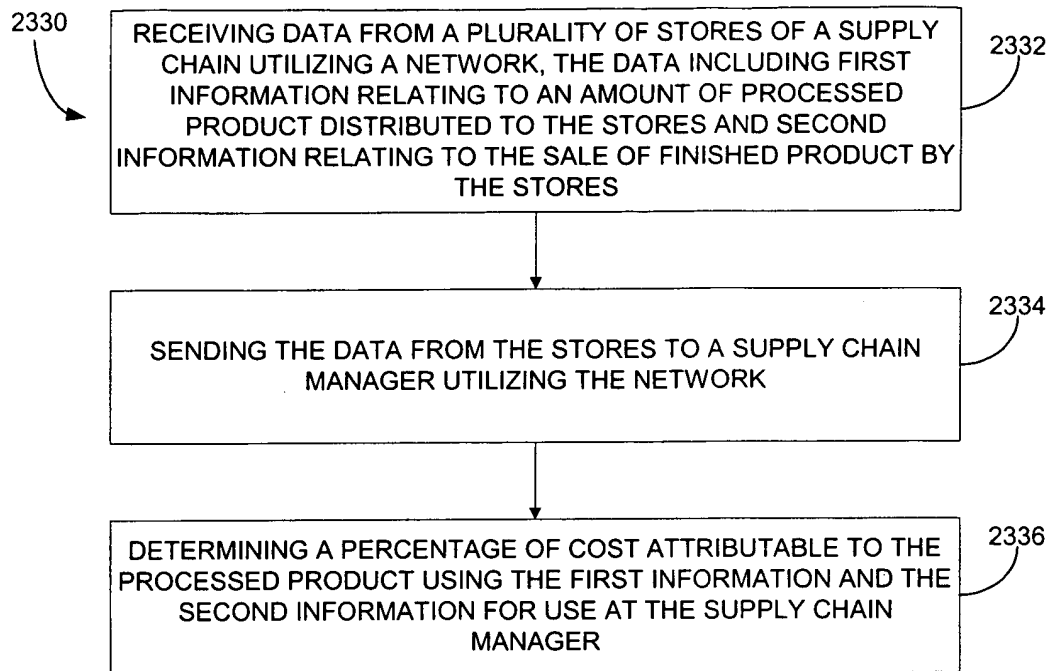 2330
RECEIVING DATA FROM A PLURALITY OF STORES OF A SUPPLY
CHAIN UTILIZING A NETWORK, THE DATA INCLUDING FIRST
INFORMATION RELATING TO AN AMOUNT OF PROCESSED
PRODUCT DISTRIBUTED TO THE STORES AND SECOND
INFORMATION RELATING TO THE SALE OF FINISHED PRODUCT BY
THE STORES
2332
SENDING THE DATA FROM THE STORES TO A SUPPLY CHAIN
MANAGER UTILIZING THE NETWORK
2334
DETERMINING A PERCENTAGE OF COST ATTRIBUTABLE TO THE
PROCESSED PRODUCT USING THE FIRST INFORMATION AND THE
SECOND INFORMATION FOR USE AT THE SUPPLY CHAIN
MANAGER
2336